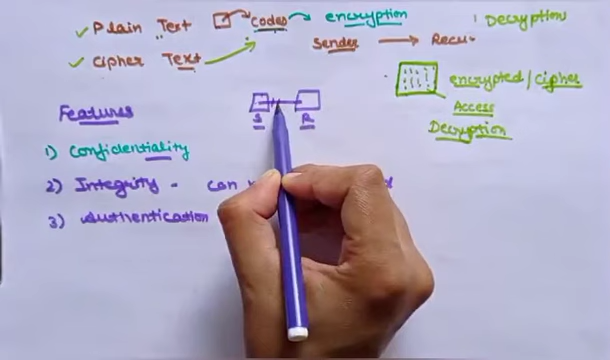 Plain Text codes encryption Decryption
Sender
Cipher Text
encrypted/cipher
Access
Decryption
Features
S R
1) Confidentiality
2) Integrity - can
3) Authentication